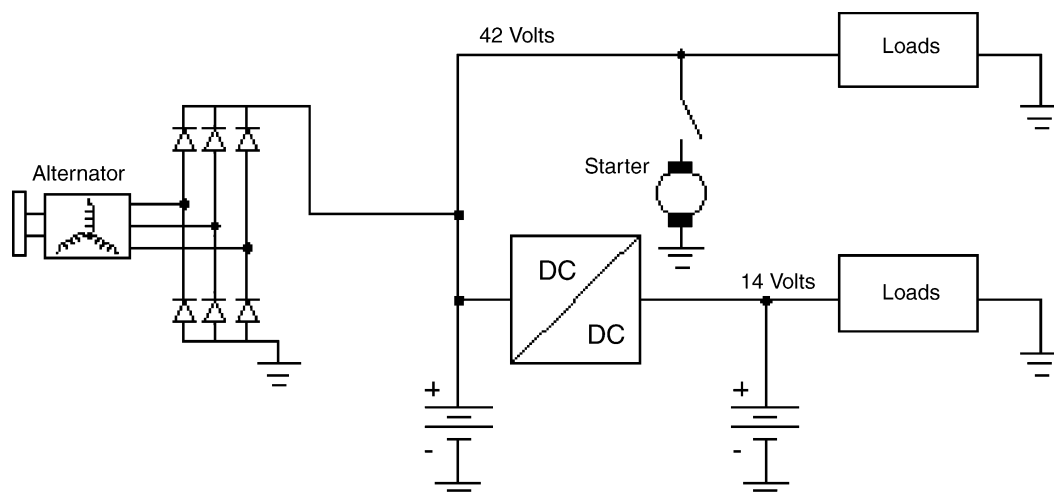 42 Volts
Loads
Alternator
Starter
DC
DC
14 Volts
Loads
+
-
+
-